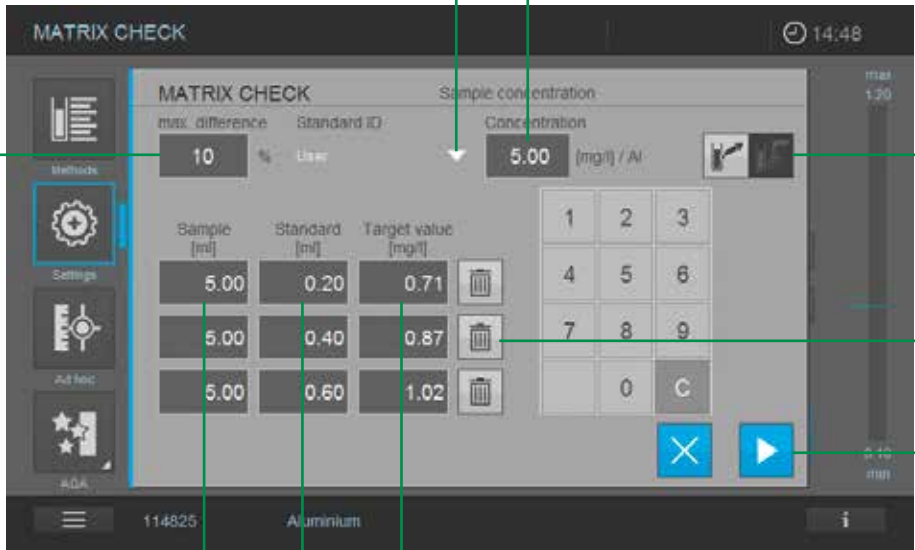 MATRIX CHECK 14:48
MATRIX CHECK Sample concentration
max. difference Standard ID Concentration
10 % User 5.00 [mg/l] / Al
Sample [ml] Standard [ml] Target value [mg/l]
5.00 0.20 0.71
5.00 0.40 0.87
5.00 0.60 1.02
1 2 3
4 5 6
7 8 9
0 C
Methods
Settings
Ad hoc
AQA
max
1.20
0.10
min
114825 Aluminium i